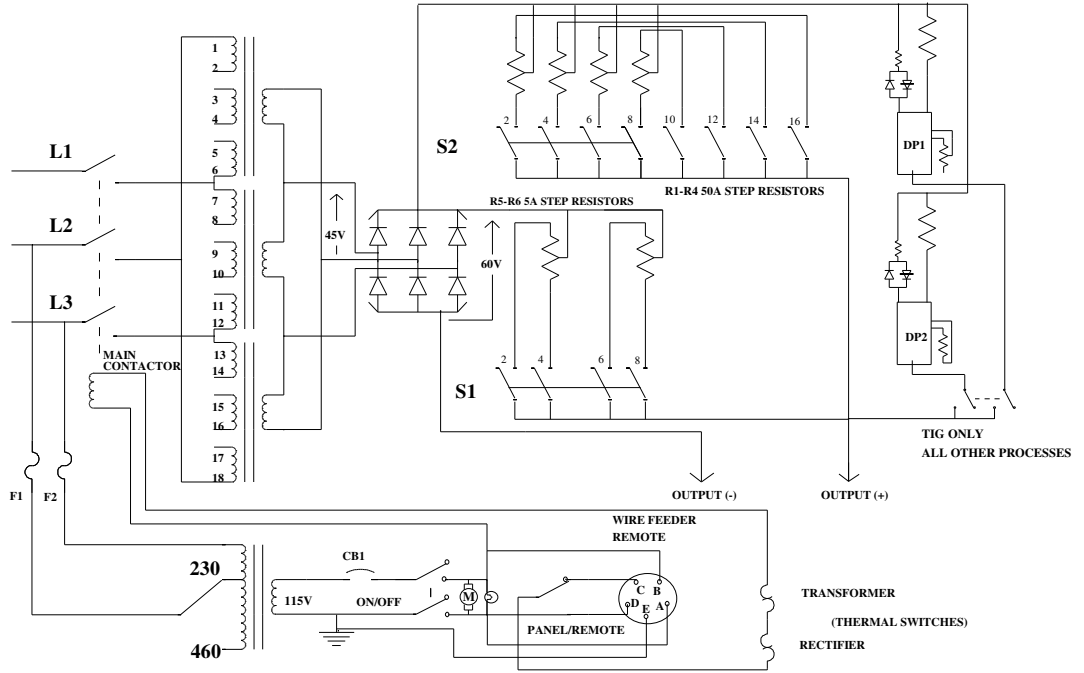 L1
L2
L3
MAIN
CONTACTOR
F1
F2
1
2
3
4
5
6
7
8
9
10
11
12
13
14
15
16
17
18
45V
60V
S2
2
4
6
8
10
12
14
16
R1-R4 50A STEP RESISTORS
R5-R6 5A STEP RESISTORS
S1
2
4
6
8
DP1
DP2
TIG ONLY
ALL OTHER PROCESSES
OUTPUT (-)
OUTPUT (+)
WIRE FEEDER
REMOTE
230
460
115V
CB1
ON/OFF
M
PANEL/REMOTE
C B
D E A
TRANSFORMER
(THERMAL SWITCHES)
RECTIFIER